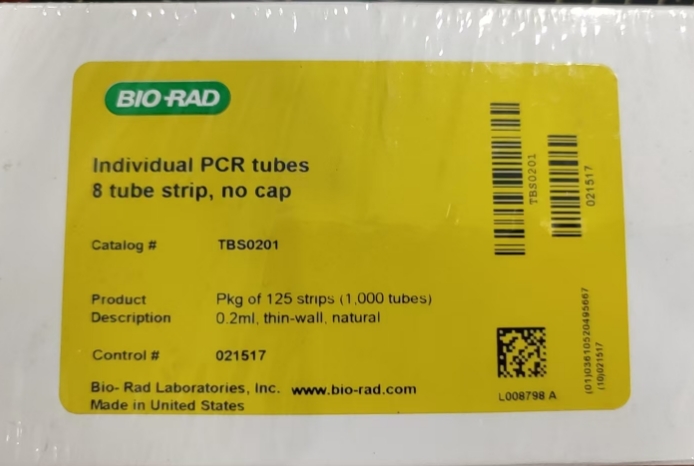 BIO-RAD
Individual PCR tubes
8 tube strip, no cap
Catalog # TBS0201
Product Pkg of 125 strips (1,000 tubes)
Description 0.2ml, thin-wall, natural
Control # 021517
Bio- Rad Laboratories, Inc. www.bio-rad.com
Made in United States
TBS0201
021517
L008798 A
(01)03610520495667
(10)021517